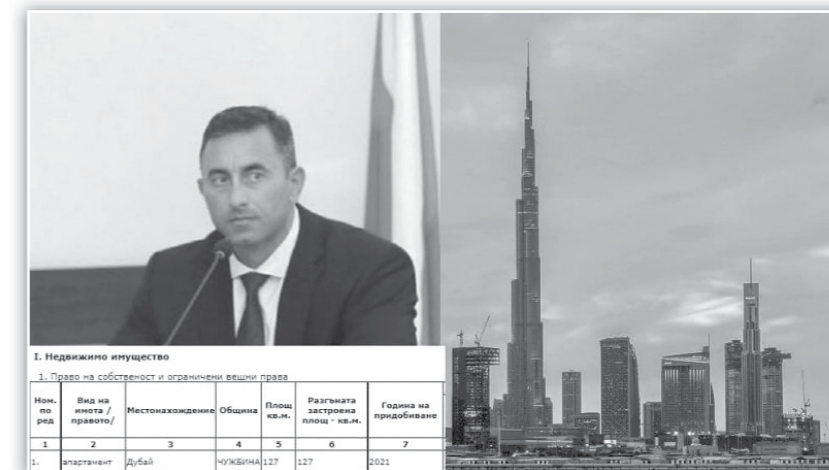 I. Недвижимо имущество
1. Право на собственост и ограничени вещни права
Ном. по ред | Вид на имота / правото/ | Местонахождение | Община | Площ кв.м. | Разгъната застроена площ - кв.м. | Година на придобиване
1 | 2 | 3 | 4 | 5 | 6 | 7
1. | апартамент | Дубай | ЧУЖБИНА | 127 | 127 | 2021